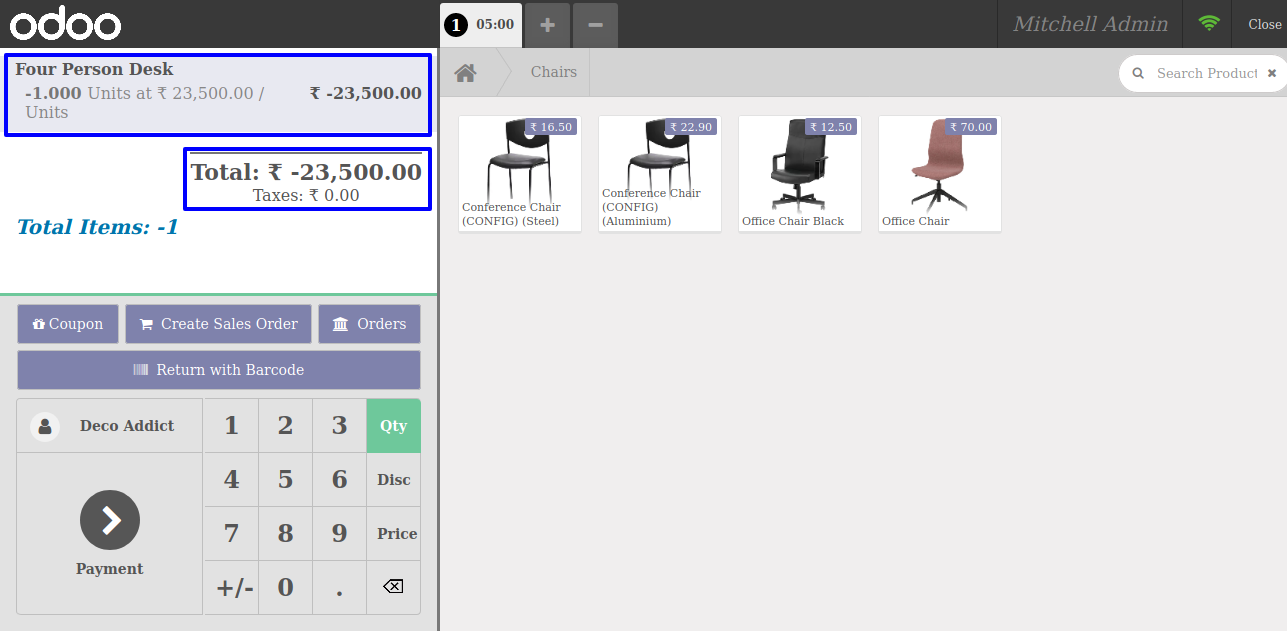 odoo
1 05:00
Mitchell Admin
Close
Four Person Desk
-1.000 Units at ₹ 23,500.00 /
Units
₹ -23,500.00
Total: ₹ -23,500.00
Taxes: ₹ 0.00
Total Items: -1
Coupon
Create Sales Order
Orders
Return with Barcode
Deco Addict
1 2 3 Qty
4 5 6 Disc
7 8 9 Price
+/- 0 .
Payment
Chairs
Search Product
₹ 16.50
Conference Chair
(CONFIG) (Steel)
₹ 22.90
Conference Chair
(CONFIG)
(Aluminium)
₹ 12.50
Office Chair Black
₹ 70.00
Office Chair